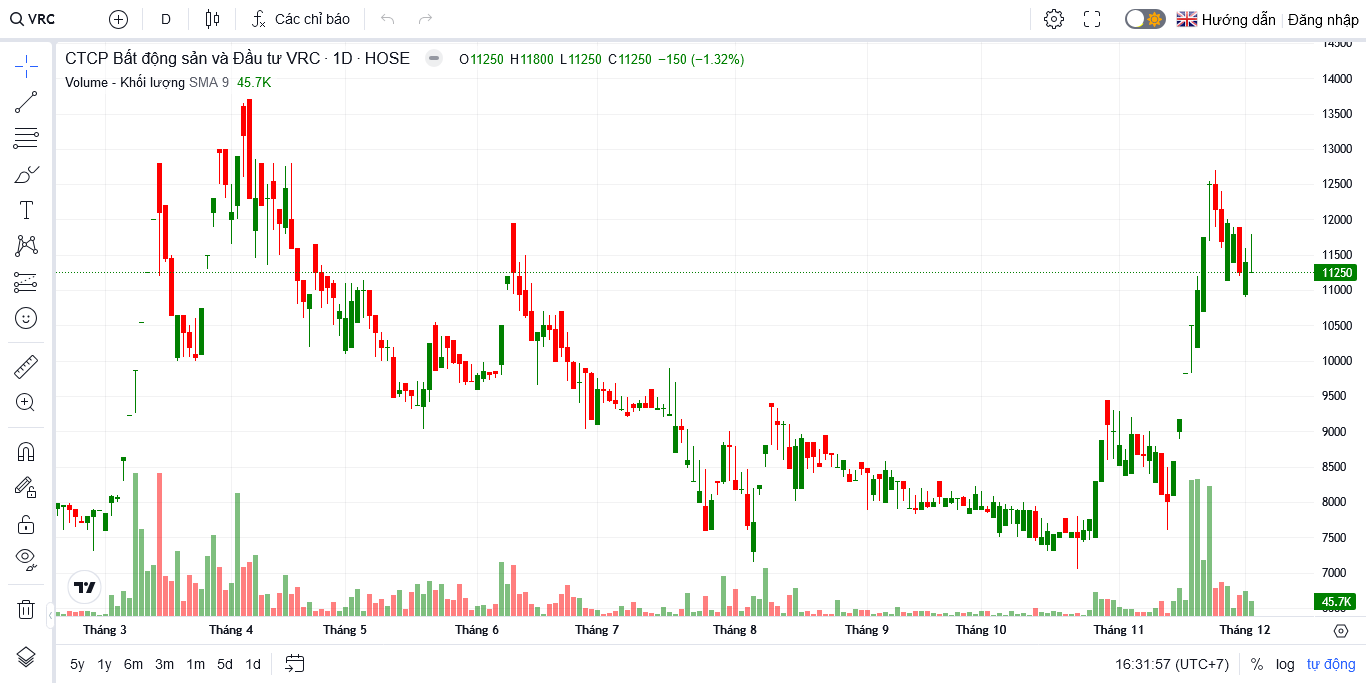 VRC D Các chỉ báo Hướng dẫn Đăng nhập
CTCP Bất động sản và Đầu tư VRC · 1D · HOSE O11250 H11800 L11250 C11250 −150 (−1.32%)
Volume - Khối lượng SMA 9 45.7K
14500
14000
13500
13000
12500
12000
11500
11250
11000
10500
10000
9500
9000
8500
8000
7500
7000
45.7K
Tháng 3 Tháng 4 Tháng 5 Tháng 6 Tháng 7 Tháng 8 Tháng 9 Tháng 10 Tháng 11 Tháng 12
5y 1y 6m 3m 1m 5d 1d 16:31:57 (UTC+7) % log tự động